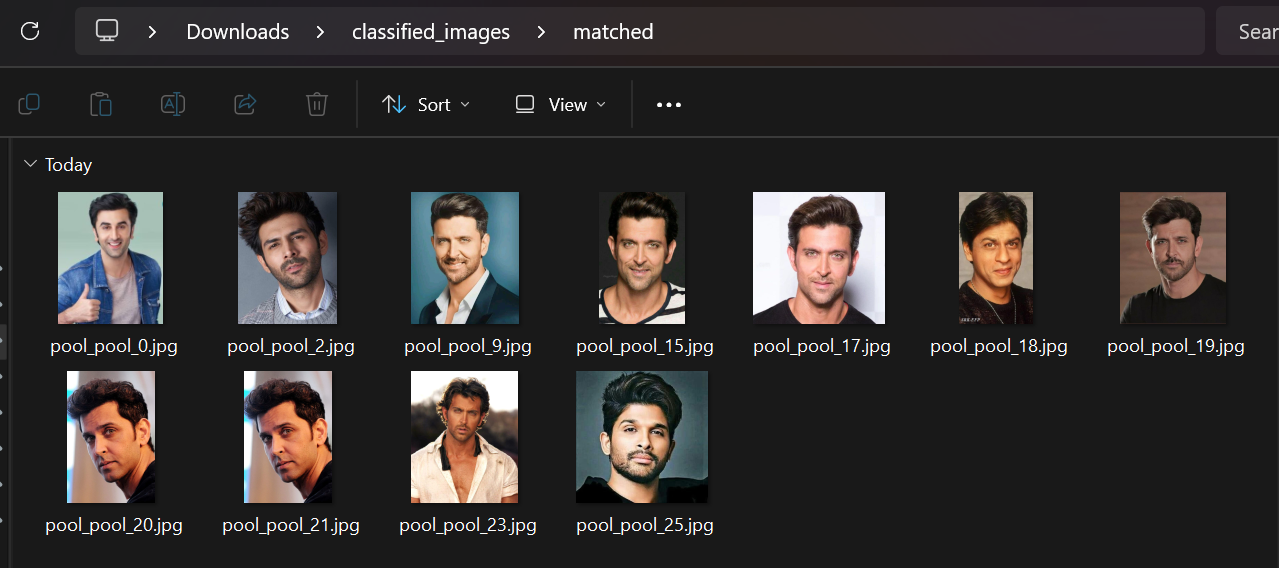 Downloads > classified_images > matched
Sear
Sort
View
Today
pool_pool_0.jpg
pool_pool_2.jpg
pool_pool_9.jpg
pool_pool_15.jpg
pool_pool_17.jpg
pool_pool_18.jpg
pool_pool_19.jpg
pool_pool_20.jpg
pool_pool_21.jpg
pool_pool_23.jpg
pool_pool_25.jpg